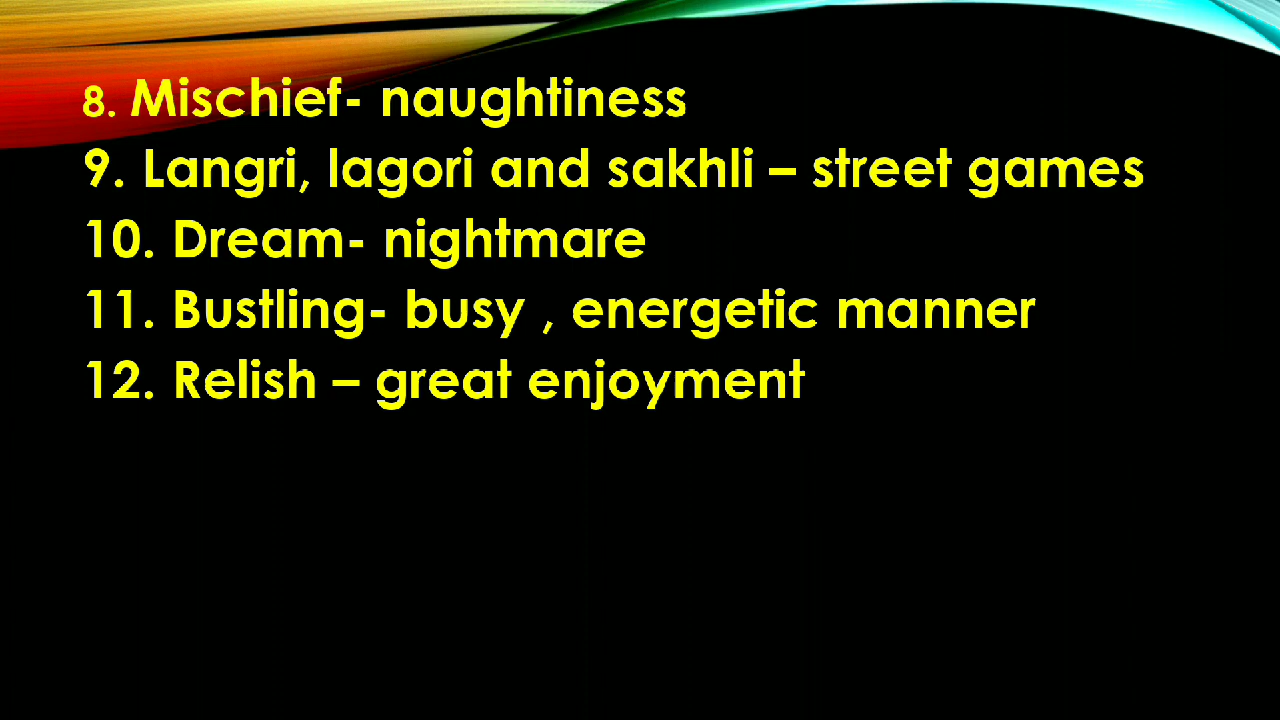 8. Mischief- naughtiness
9. Langri, lagori and sakhli – street games
10. Dream- nightmare
11. Bustling- busy , energetic manner
12. Relish – great enjoyment